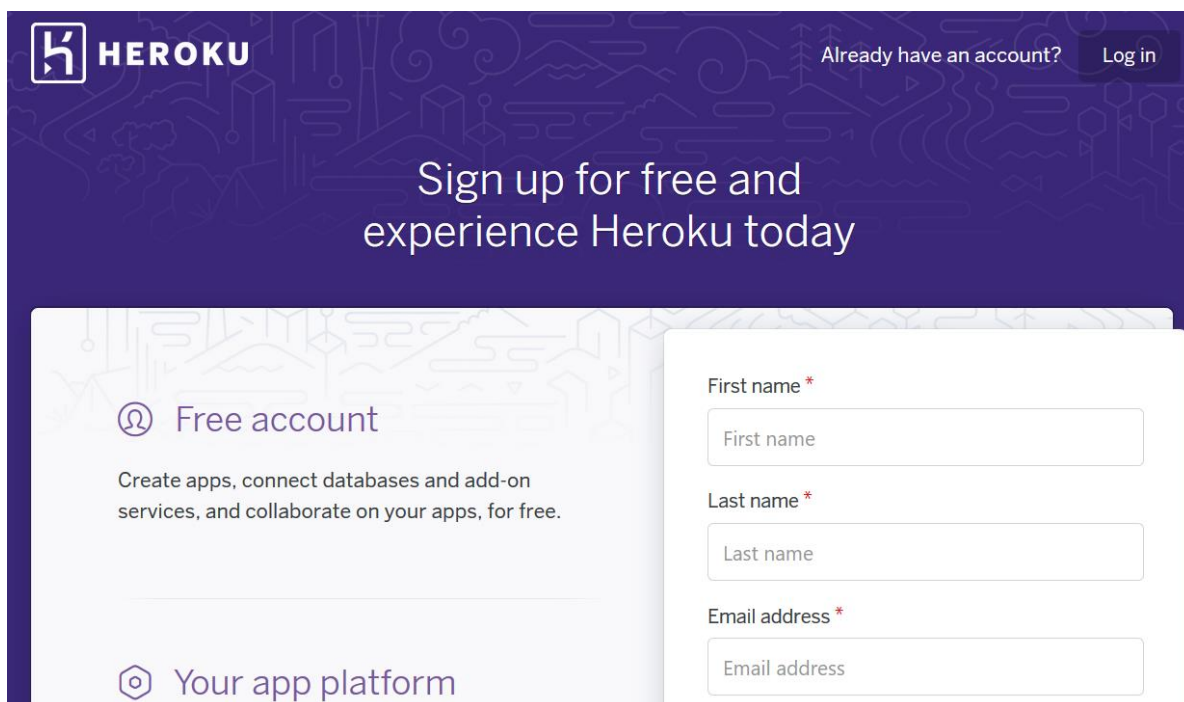 HEROKU
Already have an account?
Log in
Sign up for free and
experience Heroku today
Free account
Create apps, connect databases and add-on
services, and collaborate on your apps, for free.
Your app platform
First name *
First name
Last name *
Last name
Email address *
Email address